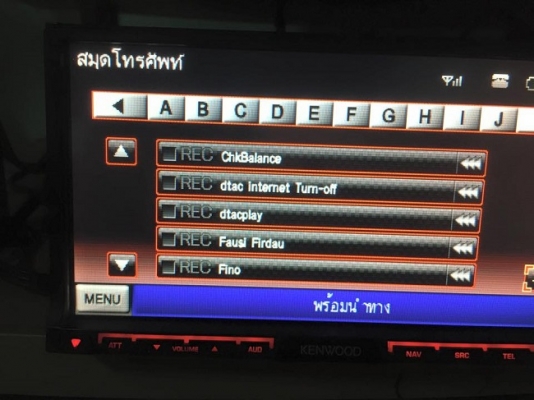 สมุดโทรศัพท์
A B C D E F G H I J
REC ChkBalance
REC dtac Internet Turn-off
REC dtacplay
REC Fausi Firdau
REC Fino
MENU พร้อมนำทาง
ATT VOLUME AUD KENWOOD NAV SRC TEL